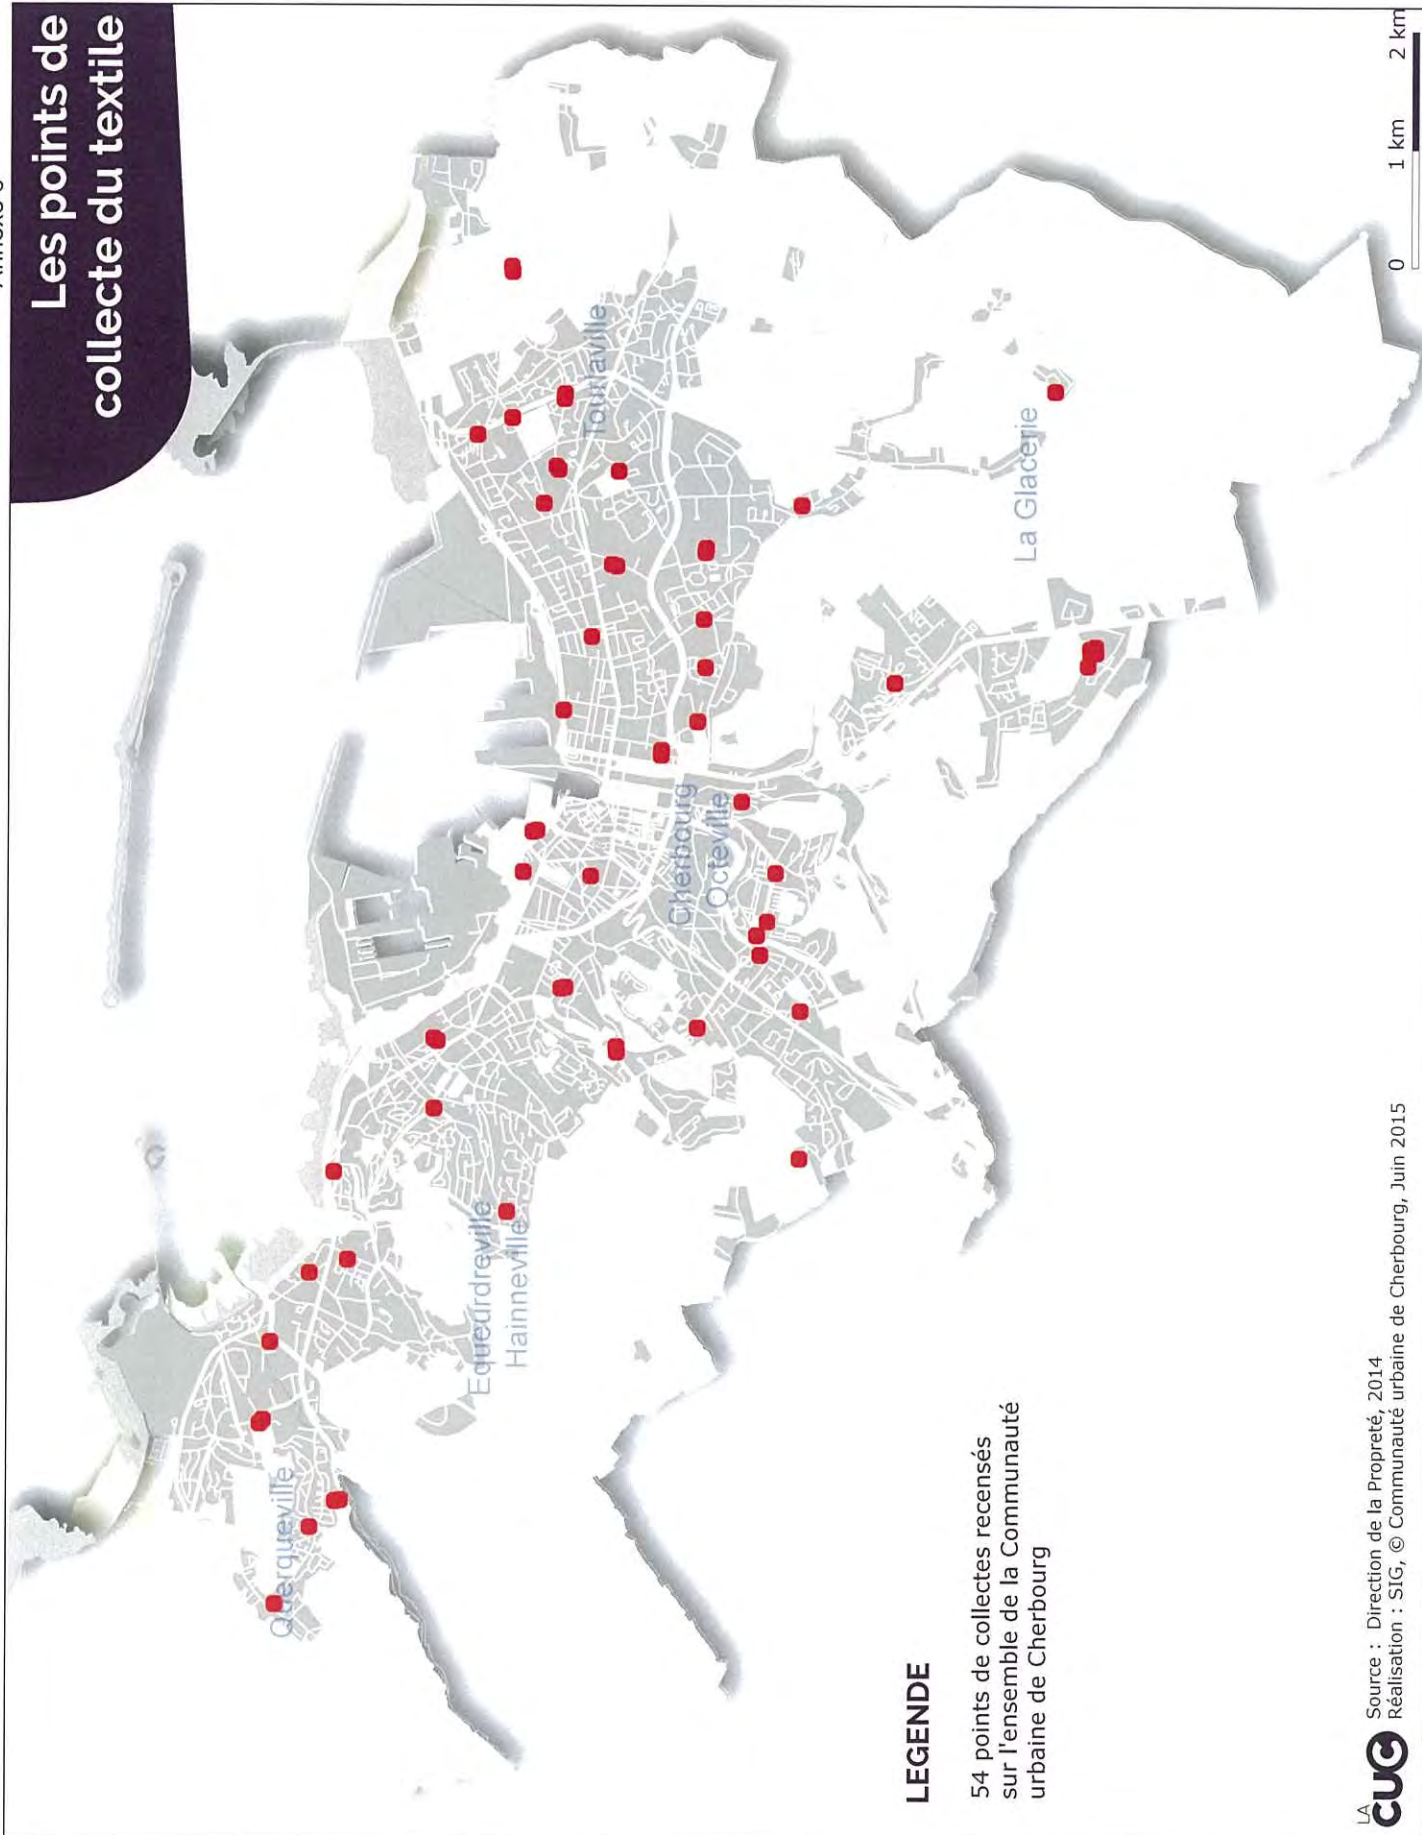 Les points de
collecte du textile
Querqueville
Equeurdreville
Hainneville
Cherbourg
Octeville
Tourlaville
La Glacerie
LEGENDE
54 points de collectes recensés
sur l'ensemble de la Communauté
urbaine de Cherbourg
0 1 km 2 km
LA
CUC
Source : Direction de la Propreté, 2014
Réalisation : SIG, © Communauté urbaine de Cherbourg, Juin 2015